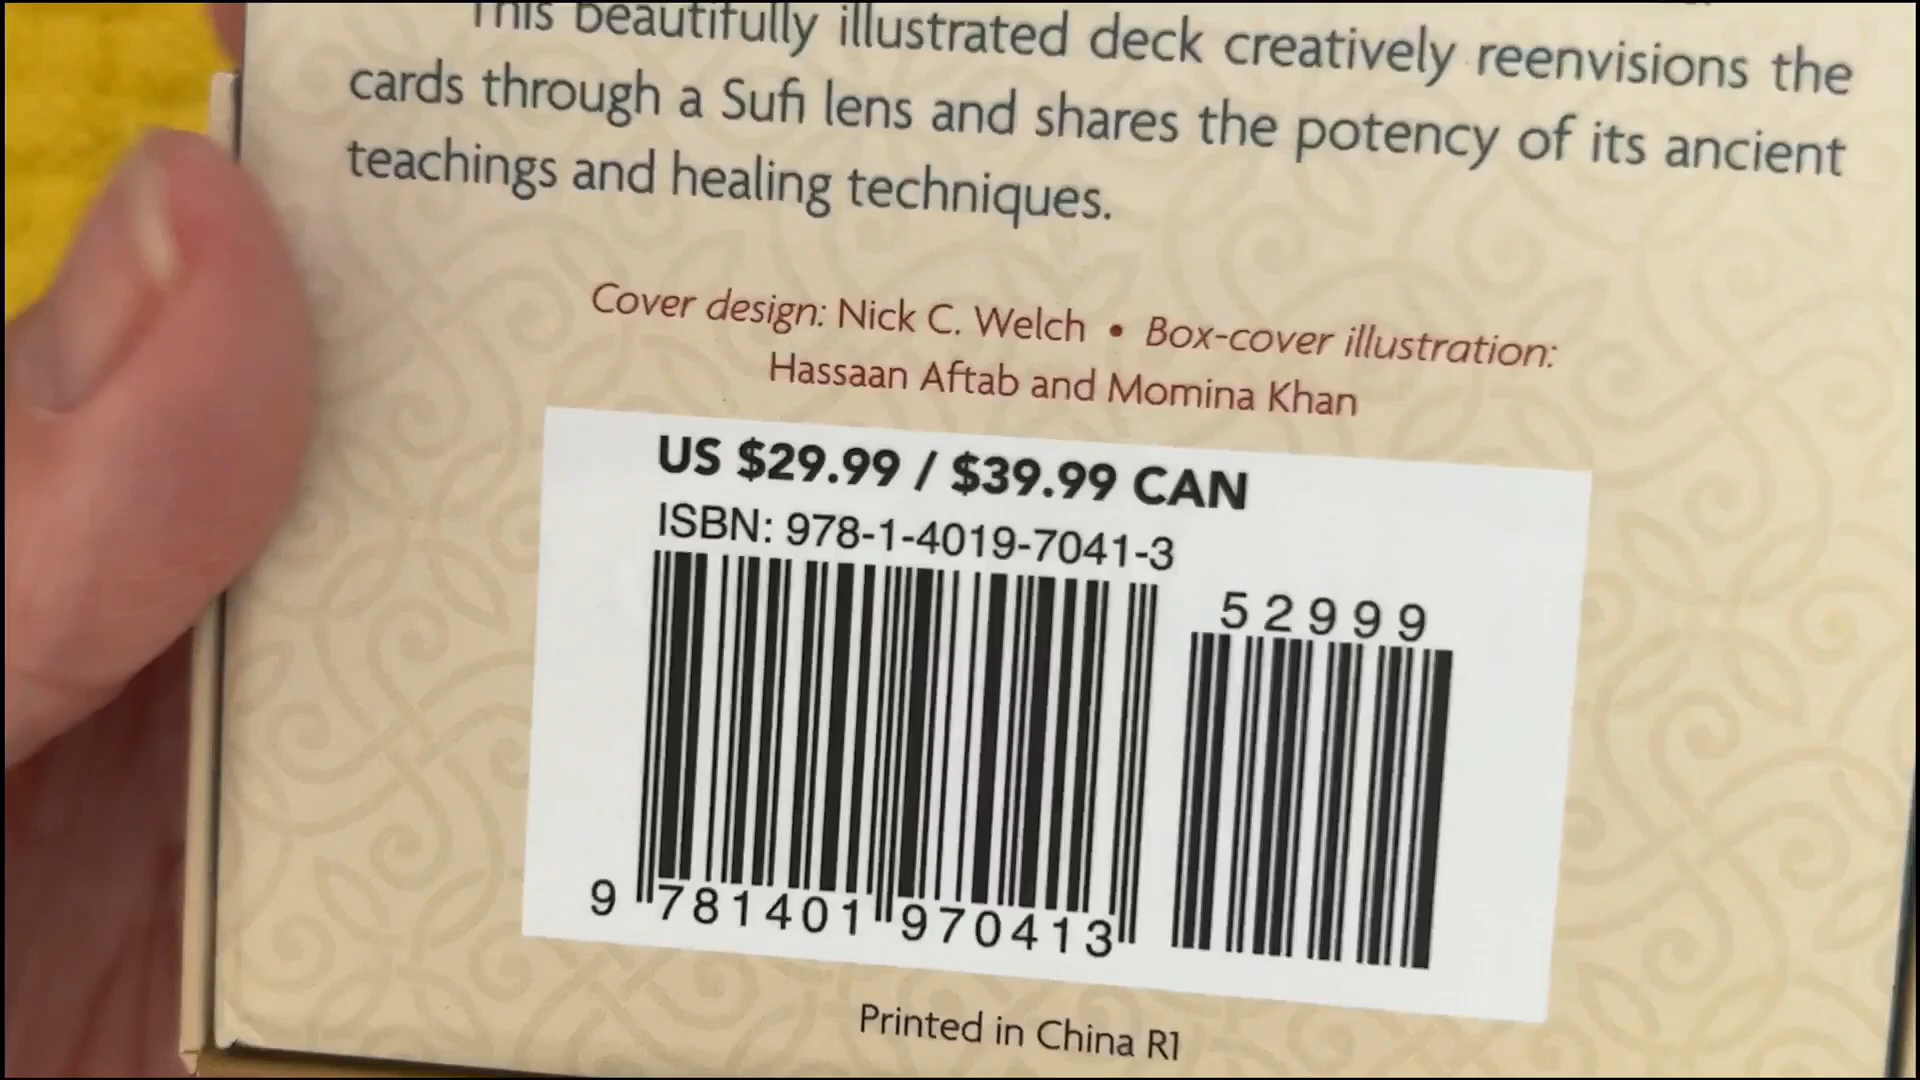 This beautifully illustrated deck creatively reenvisions the
cards through a Sufi lens and shares the potency of its ancient
teachings and healing techniques.
Cover design: Nick C. Welch • Box-cover illustration:
Hassaan Aftab and Momina Khan
US $29.99 / $39.99 CAN
ISBN: 978-1-4019-7041-3
52999
9 781401 970413
Printed in China R1